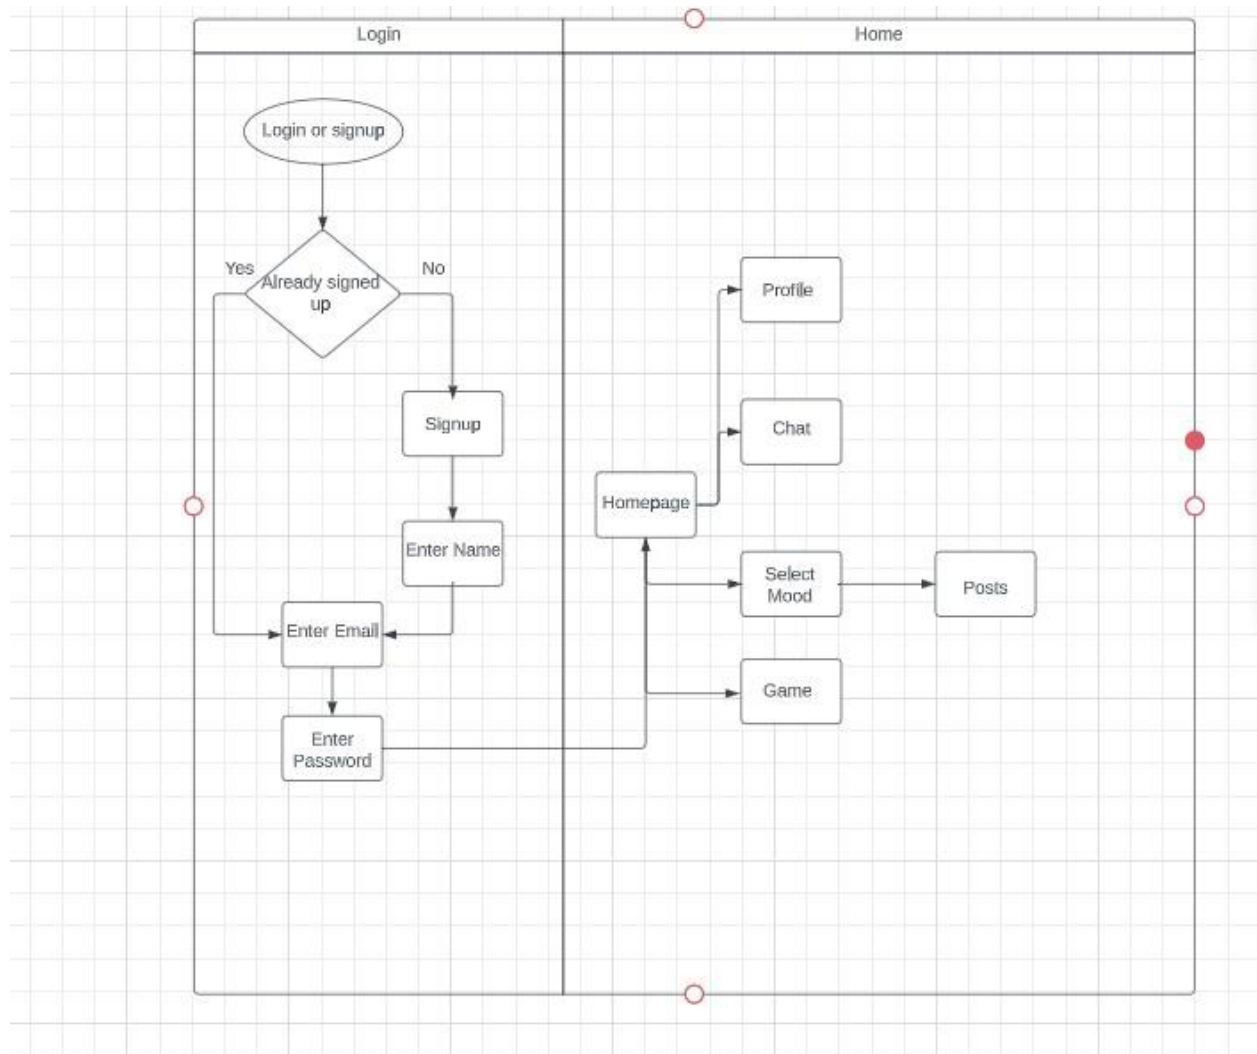 Login
Home
Login or signup
Yes
Already signed
up
No
Signup
Enter Name
Enter Email
Enter
Password
Homepage
Profile
Chat
Select
Mood
Posts
Game